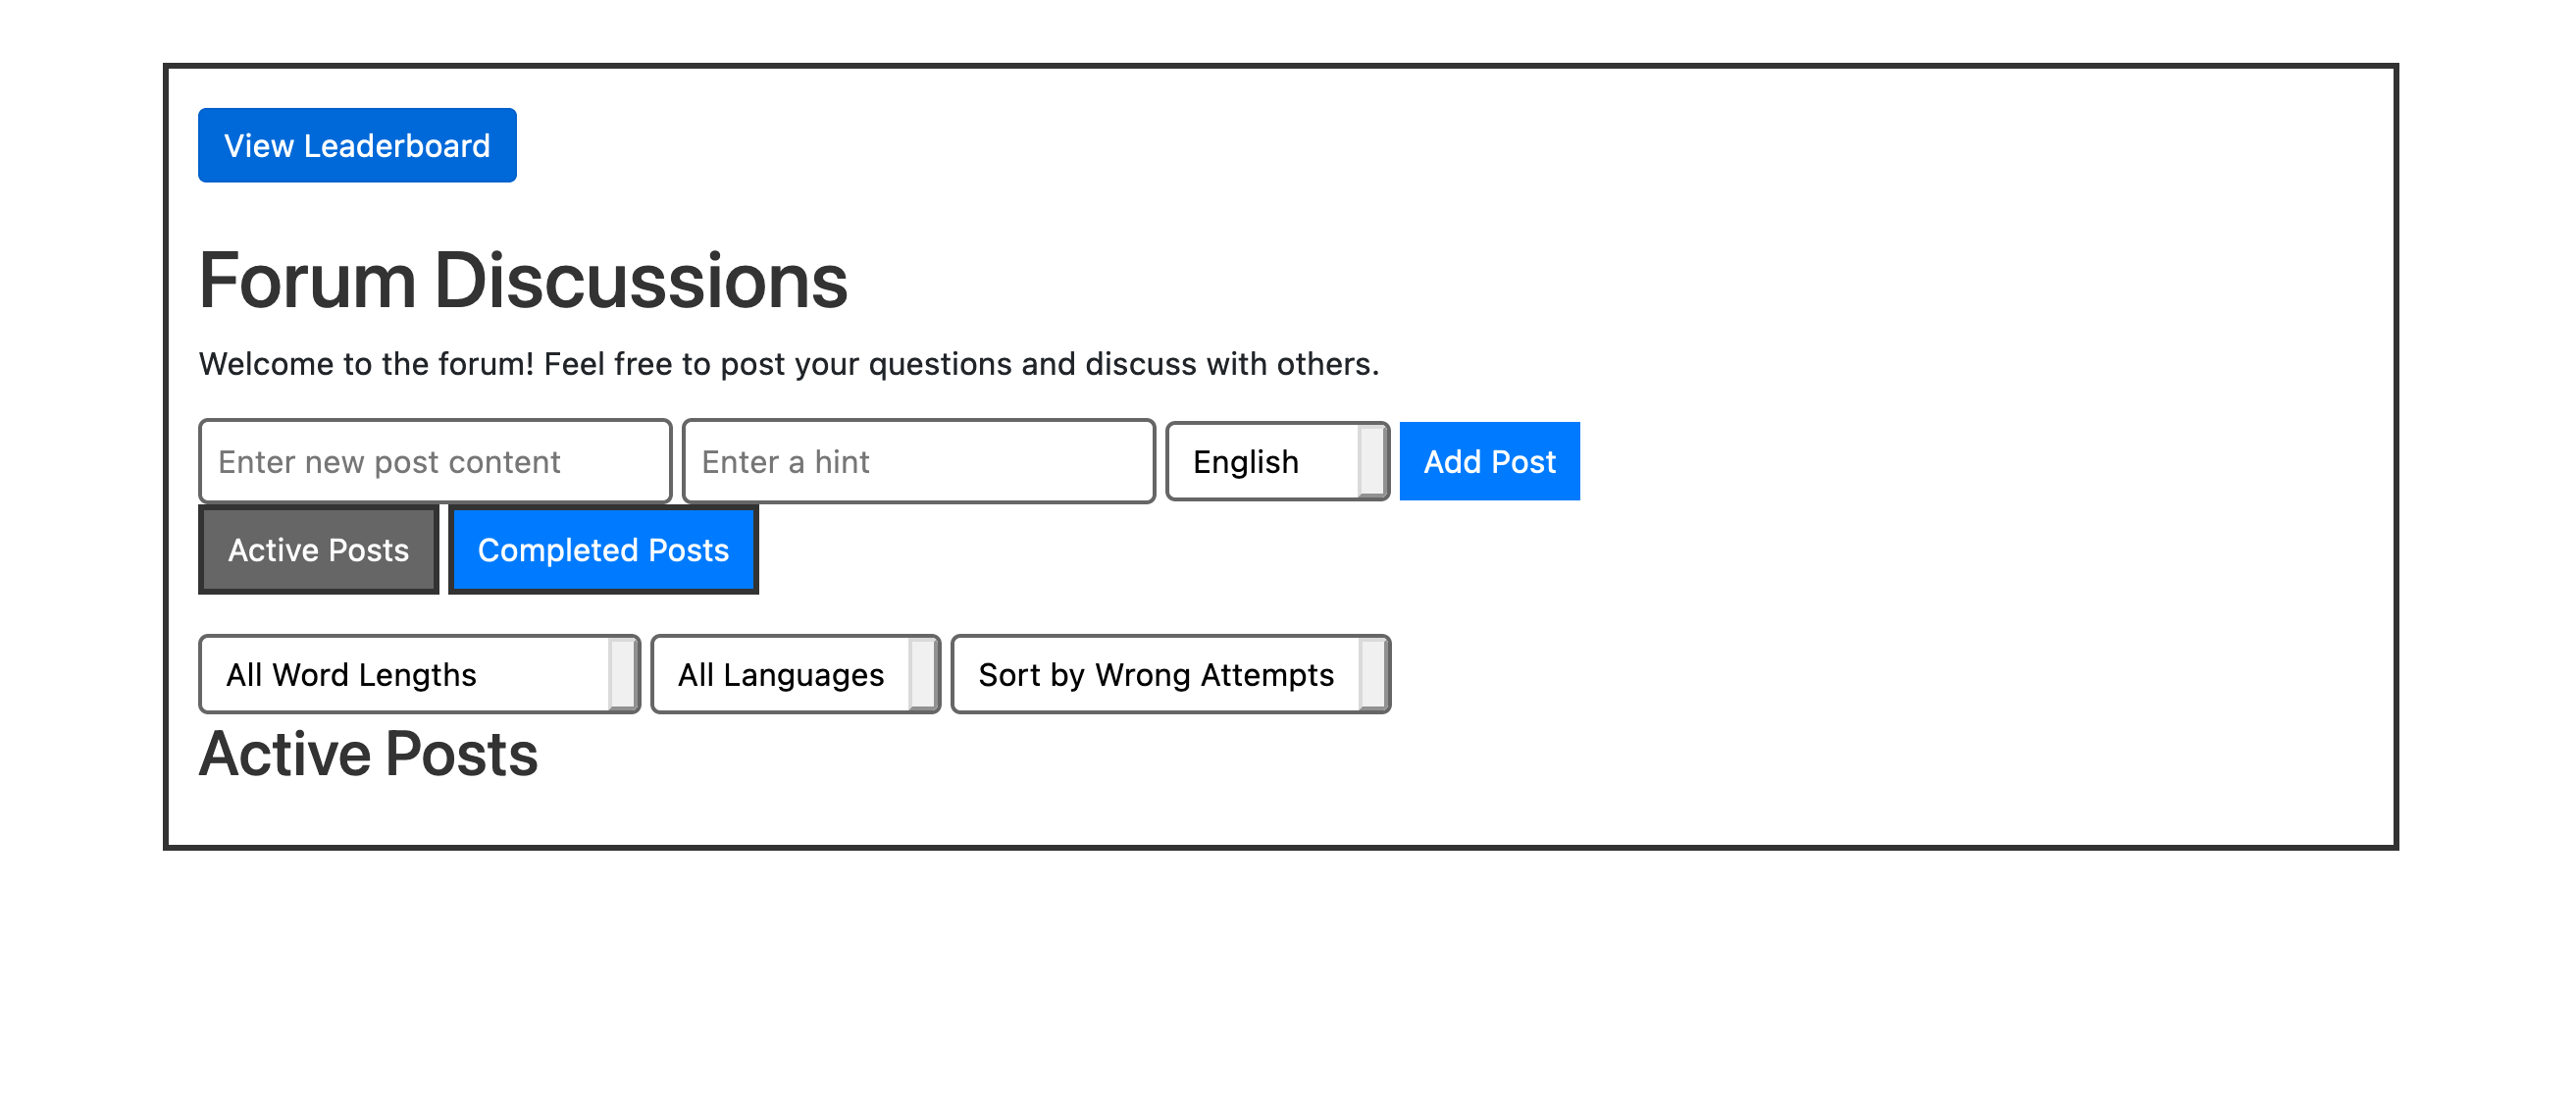 View Leaderboard
Forum Discussions
Welcome to the forum! Feel free to post your questions and discuss with others.
Enter new post content Enter a hint English Add Post
Active Posts Completed Posts
All Word Lengths All Languages Sort by Wrong Attempts
Active Posts